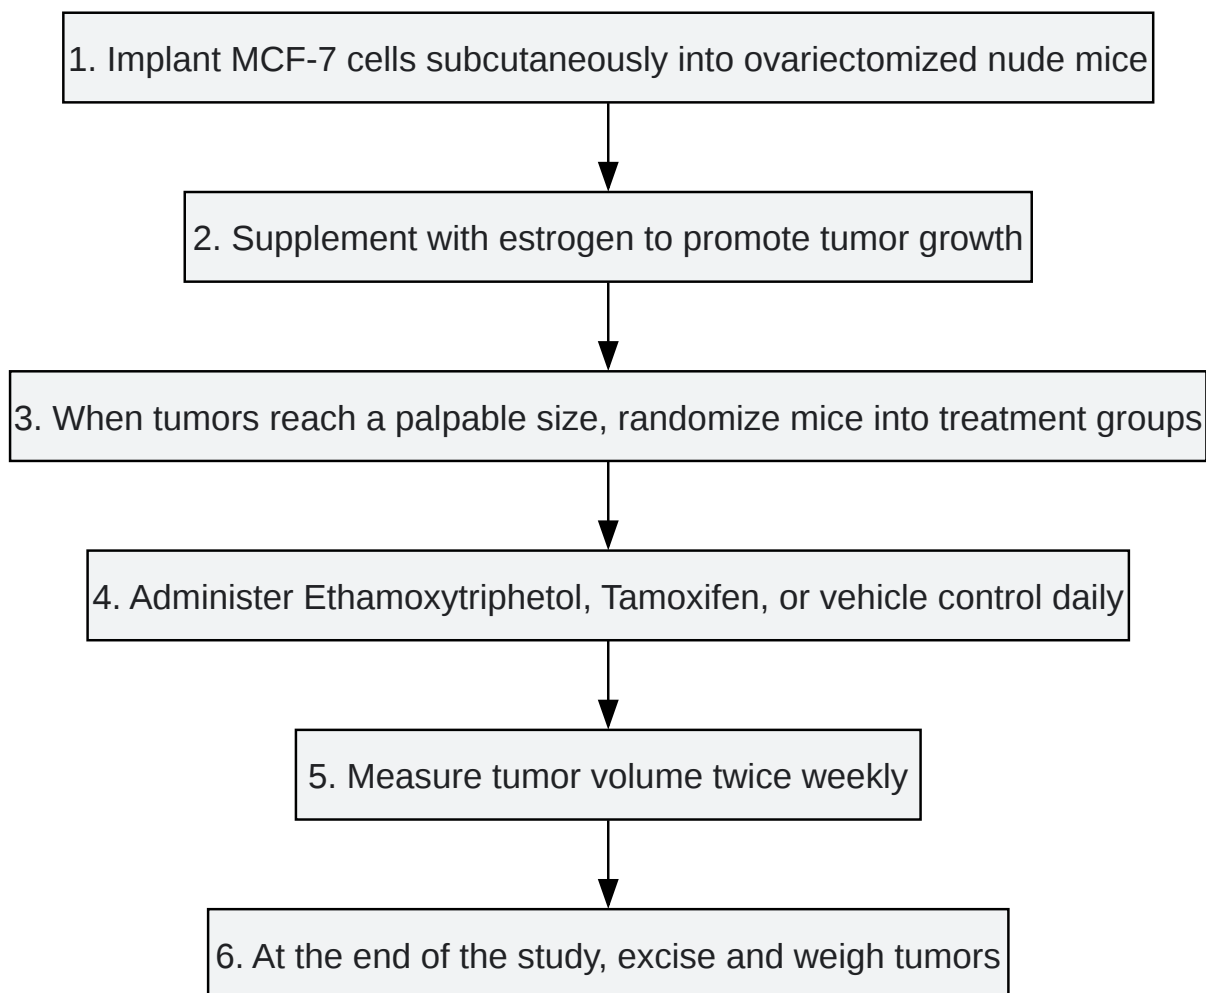 1. Implant MCF-7 cells subcutaneously into ovariectomized nude mice
2. Supplement with estrogen to promote tumor growth
3. When tumors reach a palpable size, randomize mice into treatment groups
4. Administer Ethamoxytriphetol, Tamoxifen, or vehicle control daily
5. Measure tumor volume twice weekly
6. At the end of the study, excise and weigh tumors